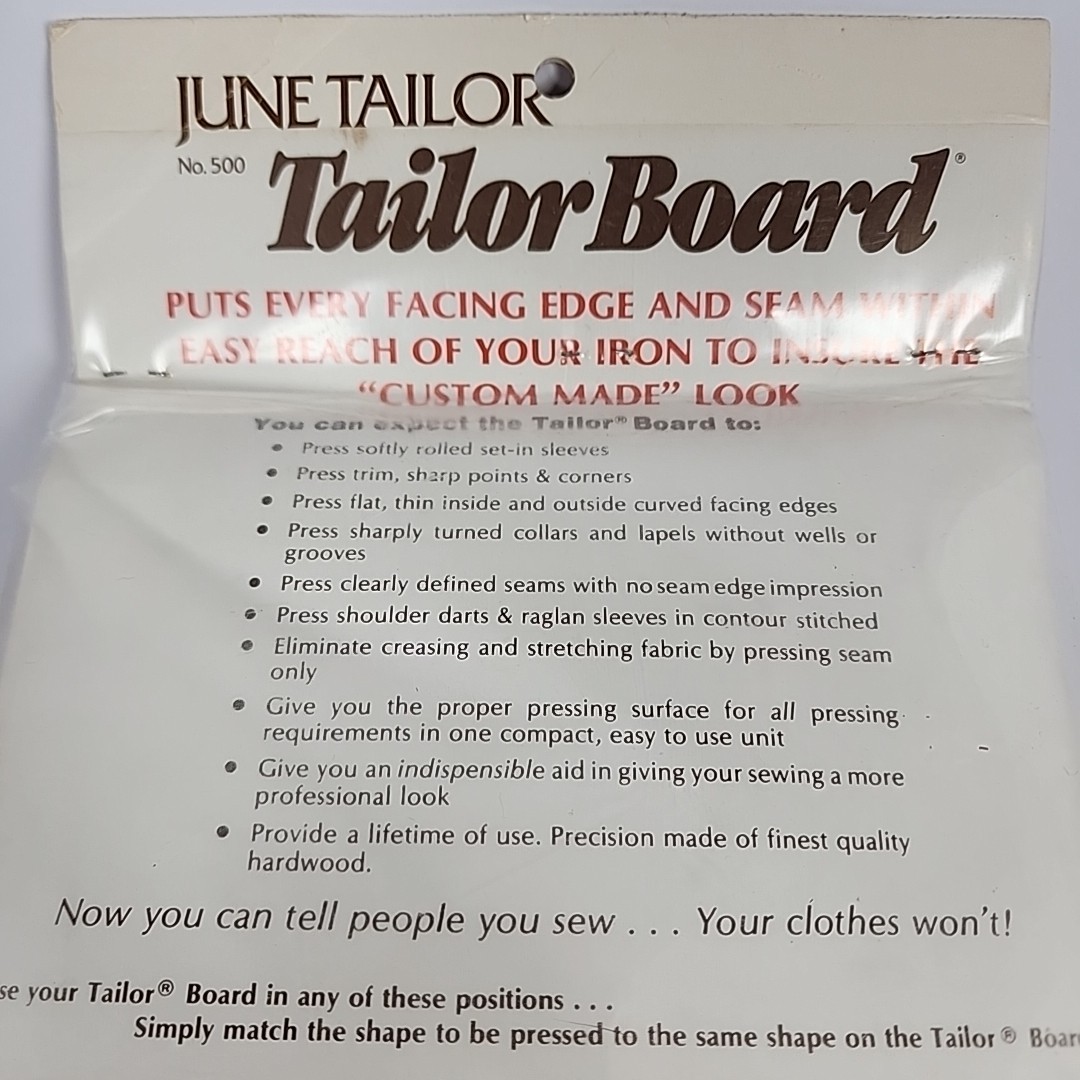 JUNE TAILOR
No. 500 Tailor Board®
PUTS EVERY FACING EDGE AND SEAM WITHIN
EASY REACH OF YOUR IRON TO INSURE THE
“CUSTOM MADE” LOOK
You can expect the Tailor® Board to:
• Press softly rolled set-in sleeves
• Press trim, sharp points & corners
• Press flat, thin inside and outside curved facing edges
• Press sharply turned collars and lapels without wells or
grooves
• Press clearly defined seams with no seam edge impression
• Press shoulder darts & raglan sleeves in contour stitched
• Eliminate creasing and stretching fabric by pressing seam
only
• Give you the proper pressing surface for all pressing
requirements in one compact, easy to use unit
• Give you an indispensible aid in giving your sewing a more
professional look
• Provide a lifetime of use. Precision made of finest quality
hardwood.
Now you can tell people you sew . . . Your clothes won't!
se your Tailor® Board in any of these positions . . .
Simply match the shape to be pressed to the same shape on the Tailor® Boar